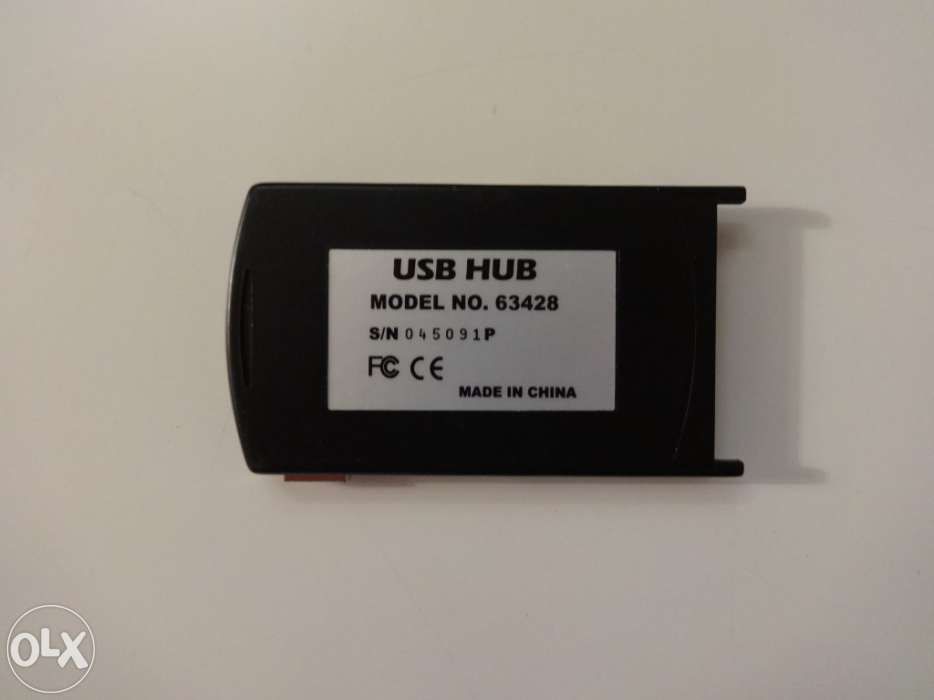 USB HUB
MODEL NO. 63428
S/N 045091P
FC CE
MADE IN CHINA
OLX